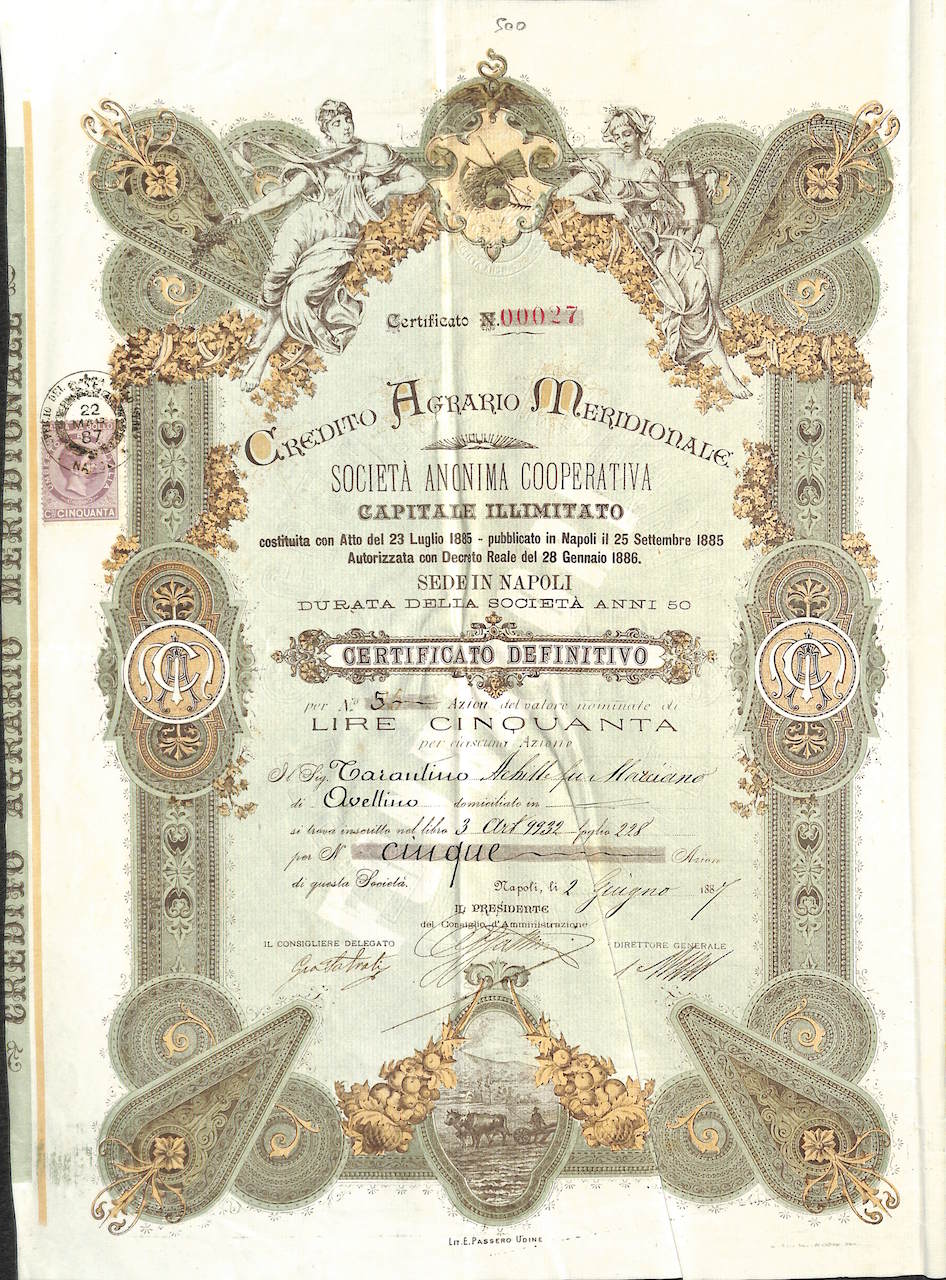 500
Certificato N. 00027
CREDITO AGRARIO MERIDIONALE
SOCIETÀ ANONIMA COOPERATIVA
CAPITALE ILLIMITATO
costituita con Atto del 23 Luglio 1885 - pubblicato in Napoli il 25 Settembre 1885
Autorizzata con Decreto Reale del 28 Gennaio 1886.
SEDE IN NAPOLI
DURATA DELLA SOCIETÀ ANNI 50
CERTIFICATO DEFINITIVO
per N.º 5 Azioni del valore nominale di
LIRE CINQUANTA
per ciascuna Azione
Il Sig. Tarantino Achille fu Marciano
di Avellino domiciliato in
si trova inscritto nel libro 3 Art 9932 foglio 228
per N cinque Azioni
di questa Società. Napoli, li 2 Giugno 1887
IL PRESIDENTE
del Consiglio d'Amministrazione
IL CONSIGLIERE DELEGATO
DIRETTORE GENERALE
LIT. E. PASSERO UDINE
CREDITO AGRARIO MERIDIONALE
22
87
NA
C. CINQUANTA